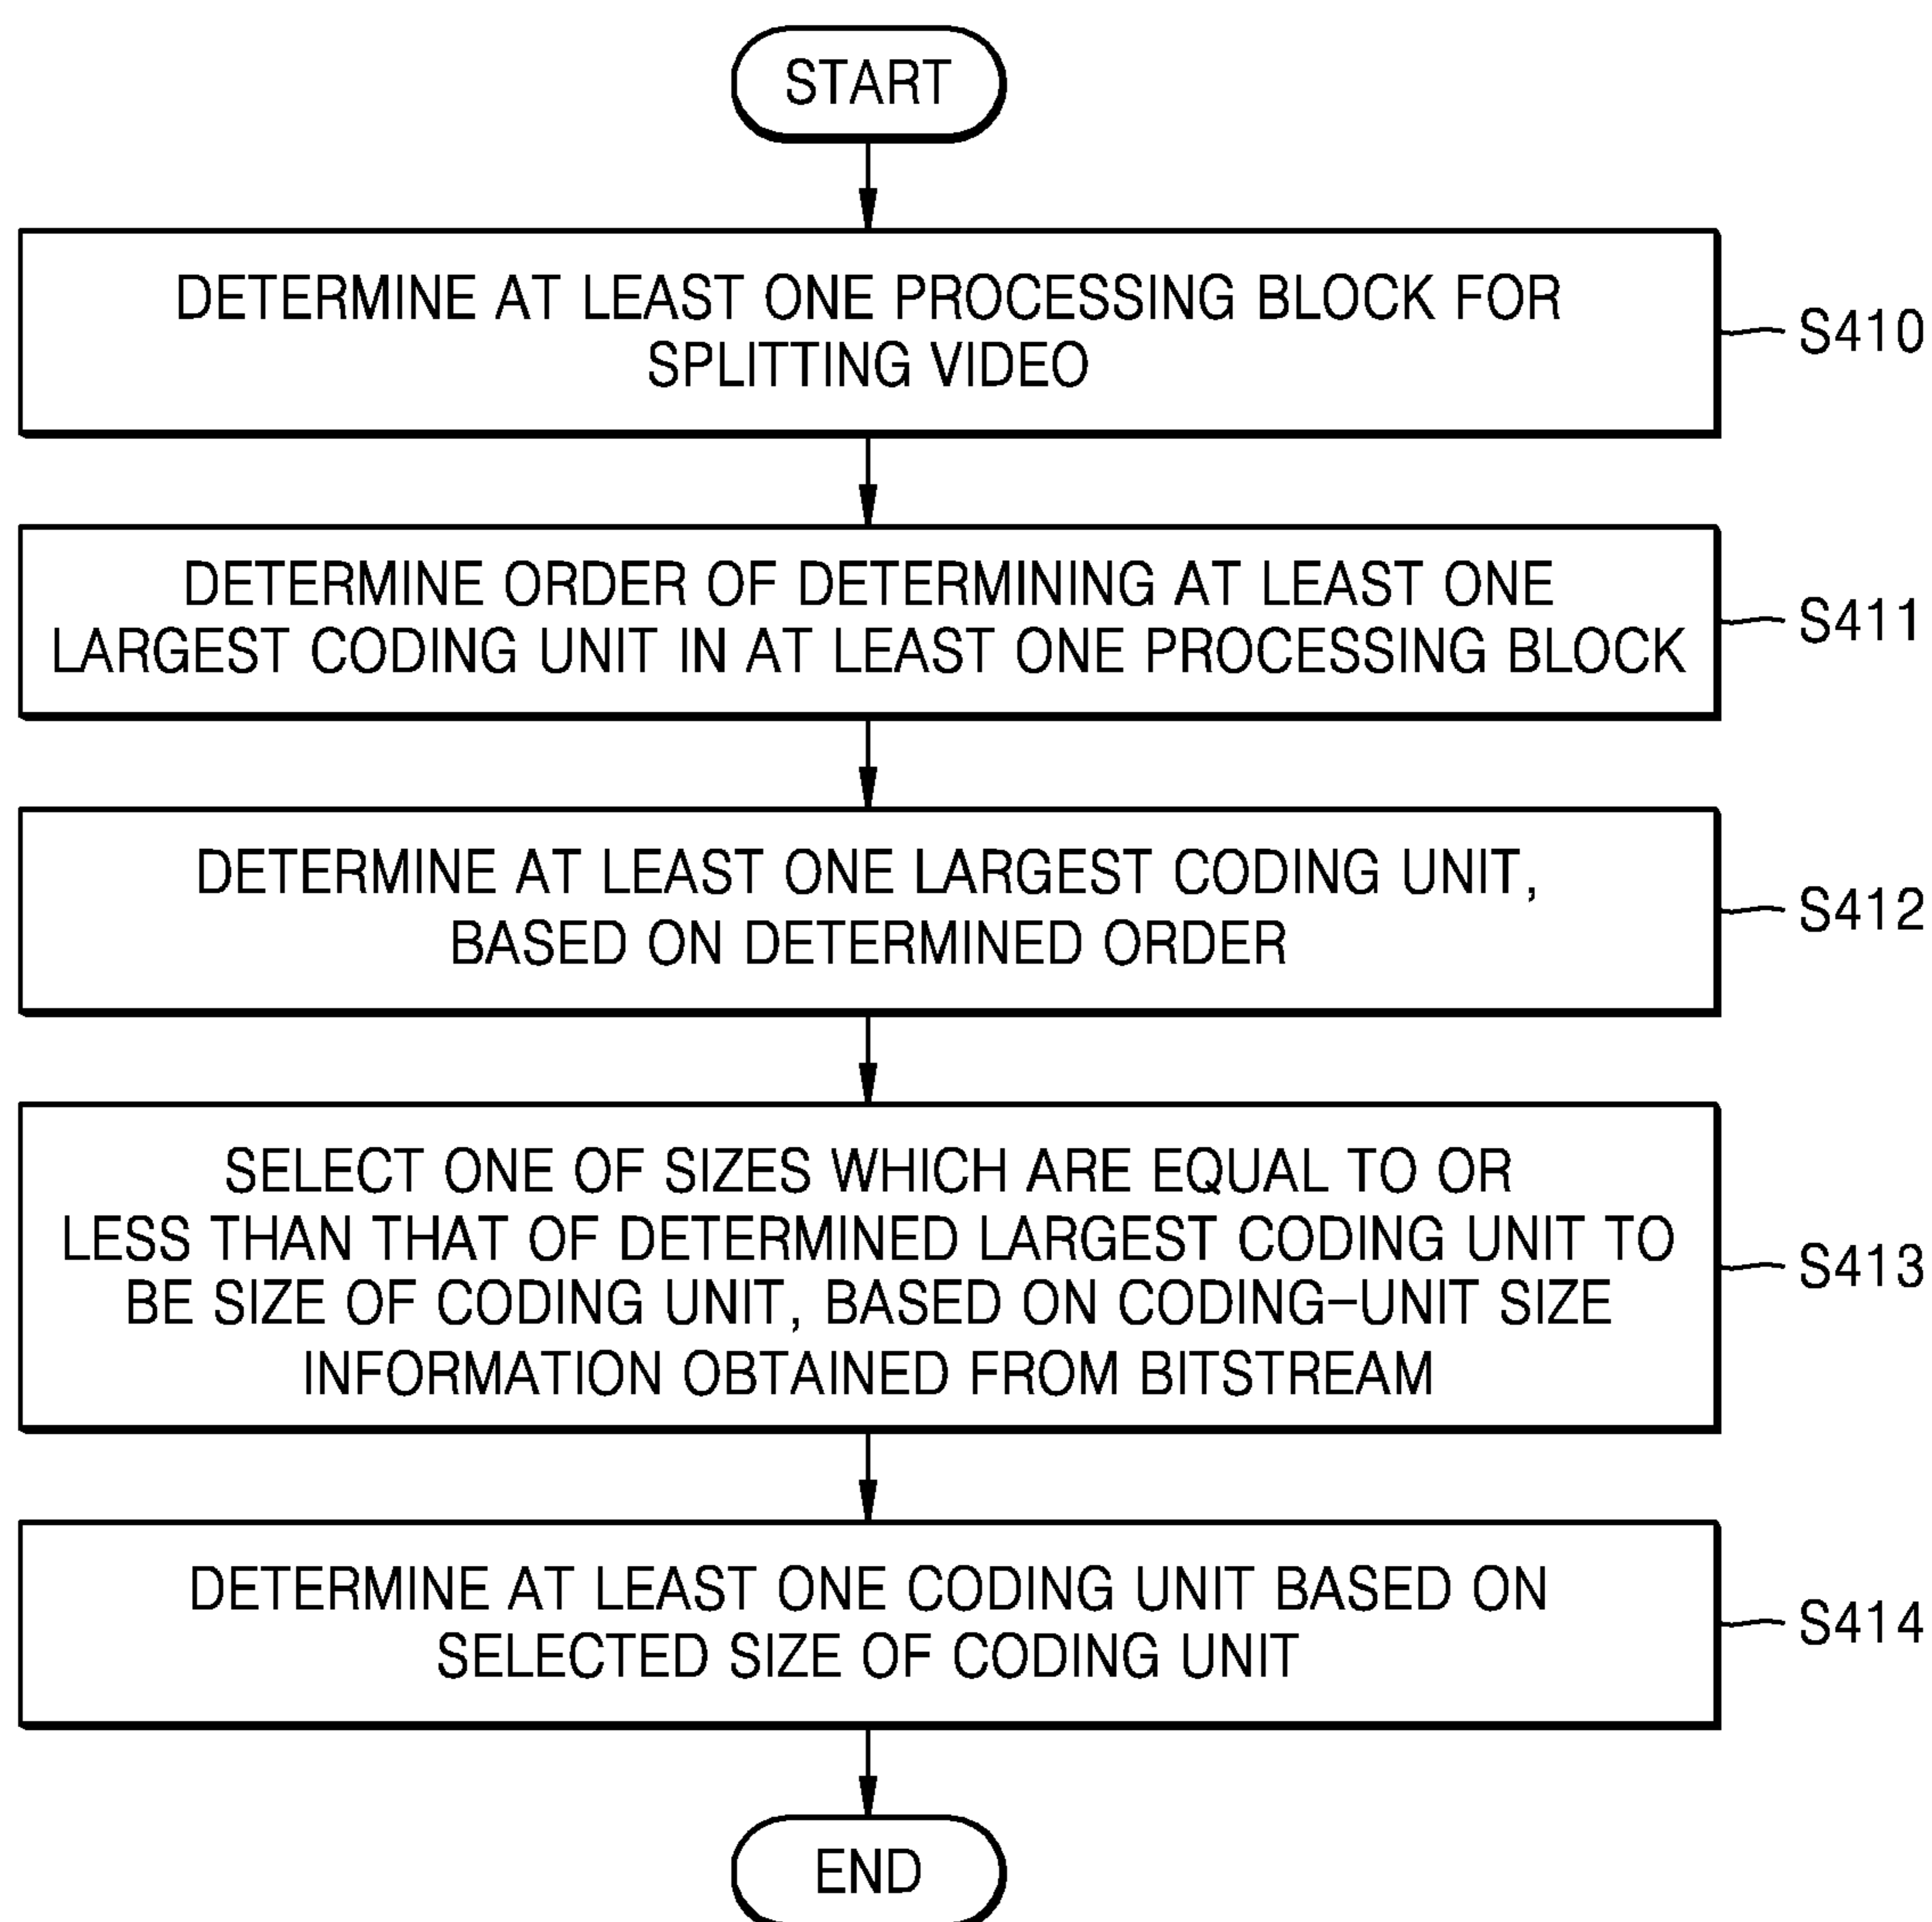 START
DETERMINE AT LEAST ONE PROCESSING BLOCK FOR
SPLITTING VIDEO
S410
DETERMINE ORDER OF DETERMINING AT LEAST ONE
LARGEST CODING UNIT IN AT LEAST ONE PROCESSING BLOCK
S411
DETERMINE AT LEAST ONE LARGEST CODING UNIT,
BASED ON DETERMINED ORDER
S412
SELECT ONE OF SIZES WHICH ARE EQUAL TO OR
LESS THAN THAT OF DETERMINED LARGEST CODING UNIT TO
BE SIZE OF CODING UNIT, BASED ON CODING-UNIT SIZE
INFORMATION OBTAINED FROM BITSTREAM
S413
DETERMINE AT LEAST ONE CODING UNIT BASED ON
SELECTED SIZE OF CODING UNIT
S414
END